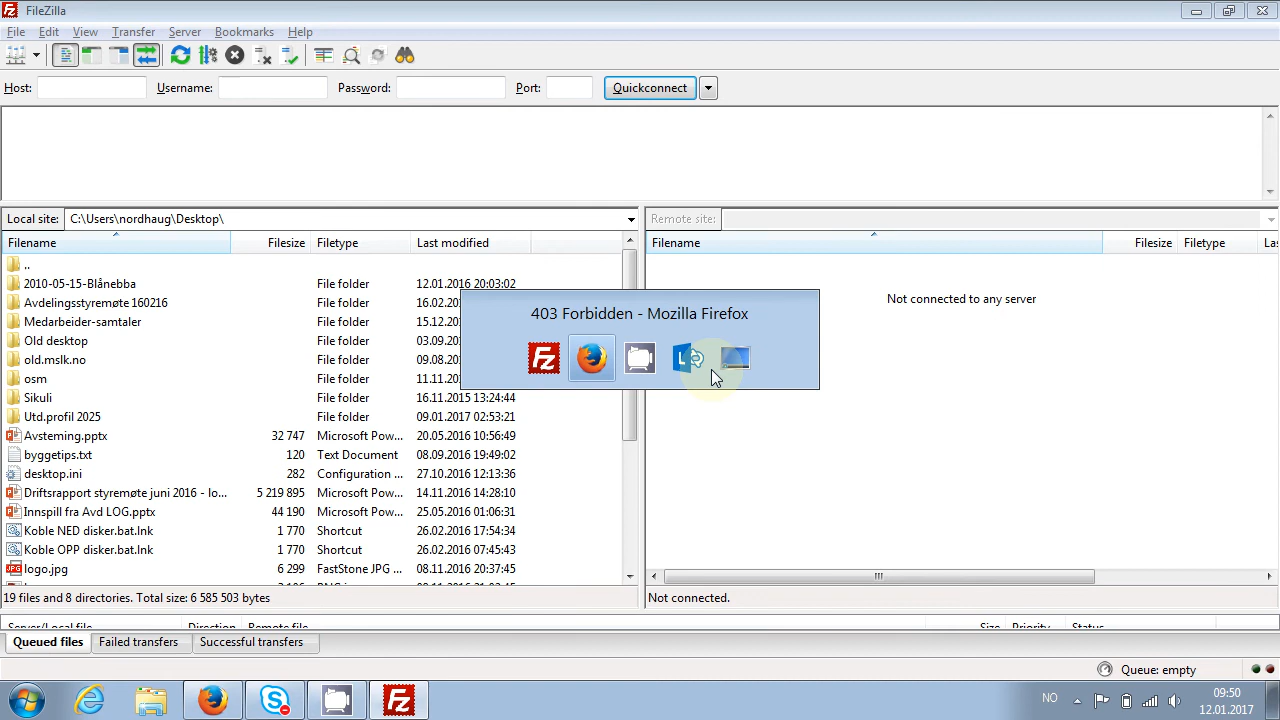 FileZilla
File Edit View Transfer Server Bookmarks Help
Host: Username: Password: Port: Quickconnect
Local site: C:\Users\nordhaug\Desktop\
Remote site:
Filename Filesize Filetype Last modified
Filename Filesize Filetype
..
2010-05-15-Blånebba File folder 12.01.2016 20:03:02
Avdelingsstyremøte 160216 File folder 16.02.
Medarbeider-samtaler File folder 15.12.
Old desktop File folder 03.09.
old.mslk.no File folder 09.08.
osm File folder 11.11.
Sikuli File folder 16.11.2015 13:24:44
Utd.profil 2025 File folder 09.01.2017 02:53:21
Avsteming.pptx 32 747 Microsoft Pow... 20.05.2016 10:56:49
byggetips.txt 120 Text Document 08.09.2016 19:49:02
desktop.ini 282 Configuration ... 27.10.2016 12:13:36
Driftsrapport styremøte juni 2016 - lo... 5 219 895 Microsoft Pow... 14.11.2016 14:28:10
Innspill fra Avd LOG.pptx 44 190 Microsoft Pow... 25.05.2016 01:06:31
Koble NED disker.bat.lnk 1 770 Shortcut 26.02.2016 17:54:34
Koble OPP disker.bat.lnk 1 770 Shortcut 26.02.2016 07:45:43
logo.jpg 6 299 FastStone JPG ... 08.11.2016 20:37:45
19 files and 8 directories. Total size: 6 585 503 bytes
Not connected to any server
Not connected.
403 Forbidden - Mozilla Firefox
Server/Local file Direction Remote file Size Priority Status
Queued files Failed transfers Successful transfers
Queue: empty
NO
09:50
12.01.2017